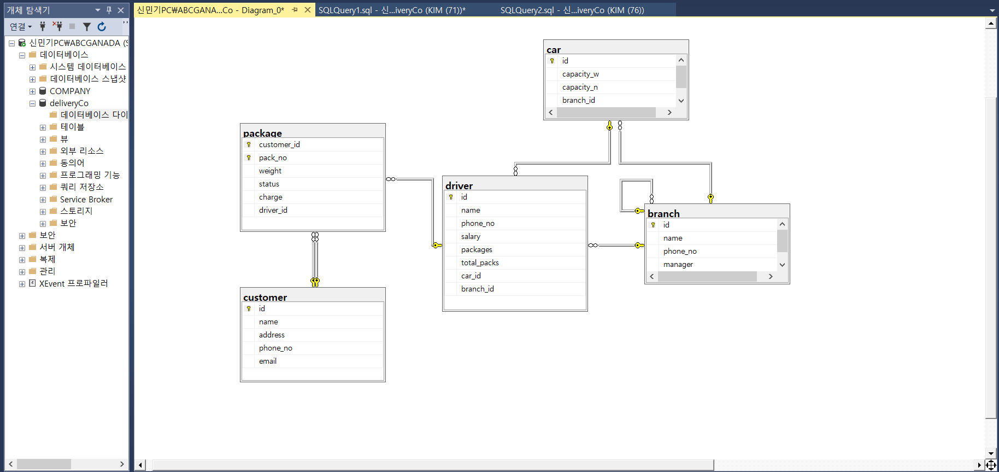 개체 탐색기
연결
신민기PC\ABCGANADA (S
데이터베이스
시스템 데이터베이스
데이터베이스 스냅샷
COMPANY
deliveryCo
데이터베이스 다이
테이블
뷰
외부 리소스
동의어
프로그래밍 기능
쿼리 저장소
Service Broker
스토리지
보안
보안
서버 개체
복제
관리
XEvent 프로파일러
신민기PC\ABCGANA...Co - Diagram_0*
SQLQuery1.sql - 신...iveryCo (KIM (71))*
SQLQuery2.sql - 신...iveryCo (KIM (76))
car
id
capacity_w
capacity_n
branch_id
package
customer_id
pack_no
weight
status
charge
driver_id
driver
id
name
phone_no
salary
packages
total_packs
car_id
branch_id
branch
id
name
phone_no
manager
customer
id
name
address
phone_no
email